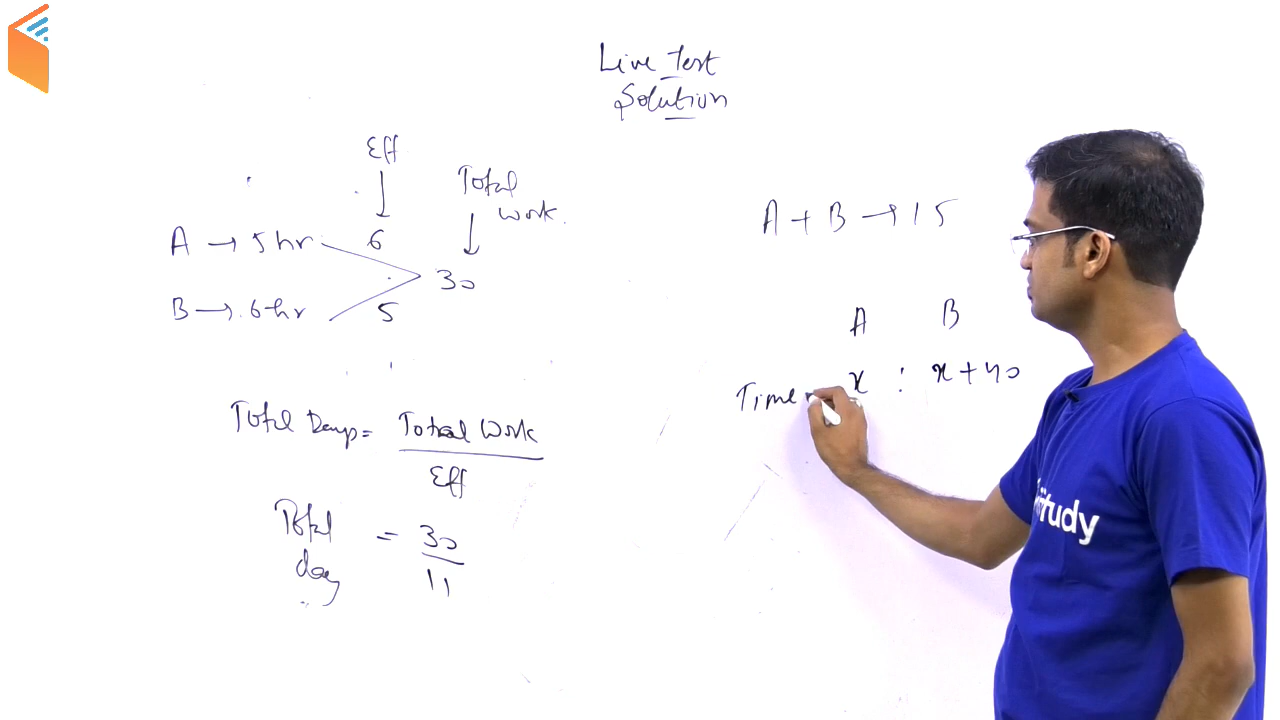 Live Test
Solution
Eff
Total
work.
A → 5 hr
6
30
B → 6 hr
5
Total Days = Total Work
Eff
Total
day
= 30
11
A + B → 15
A B
Time x : x + 40
study